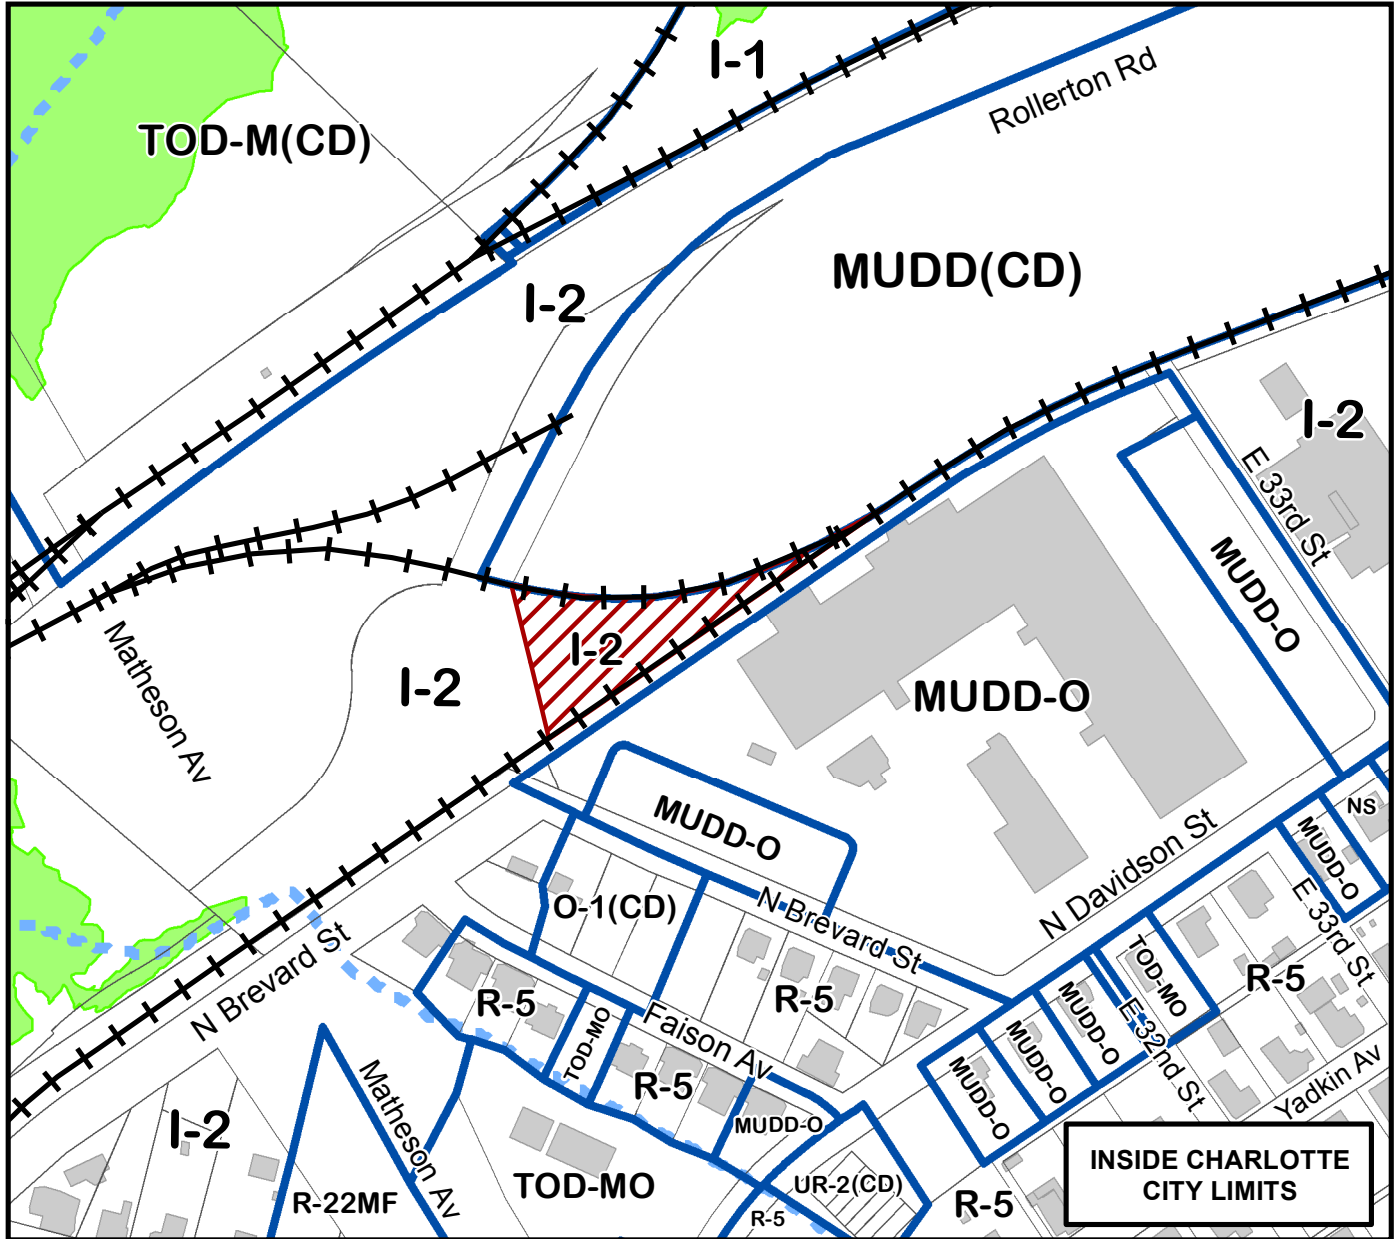 I-1
Rollerton Rd
TOD-M(CD)
MUDD(CD)
I-2
I-2
E 33rd St
MUDD-O
I-2
Matheson Av
I-2
MUDD-O
MUDD-O
NS
MUDD-O
N Davidson St
O-1(CD)
N Brevard St
E 33rd St
N Brevard St
R-5
R-5
TOD-MO
R-5
MUDD-O
E 32nd St
MUDD-O
MUDD-O
TOD-MO
Faison Av
R-5
Yadkin Av
I-2
Matheson Av
MUDD-O
R-22MF
TOD-MO
UR-2(CD)
R-5
R-5
INSIDE CHARLOTTE
CITY LIMITS